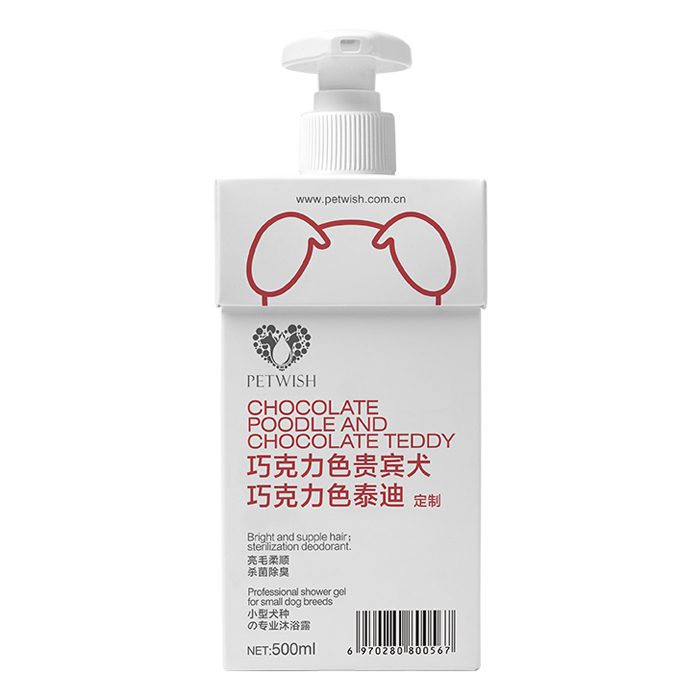 www.petwish.com.cn
PETWISH
CHOCOLATE
POODLE AND
CHOCOLATE TEDDY
巧克力色贵宾犬
巧克力色泰迪 定制
Bright and supple hair;
sterilization deodorant.
亮毛柔顺
杀菌除臭
Professional shower gel
for small dog breeds
小型犬种
の专业沐浴露
NET:500ml
6 970280 800567